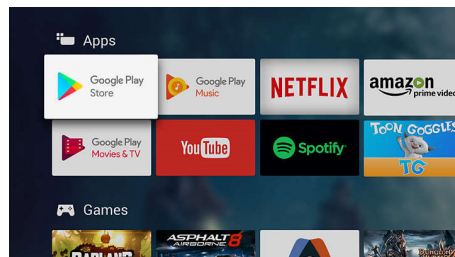 Apps
Google Play
Store
Google Play
Music
NETFLIX
amazon
prime video
Google Play
Movies & TV
YouTube
Spotify
TOON GOGGLES
TG
Games
BADLAND
ASPHALT 8
AIRBORNE